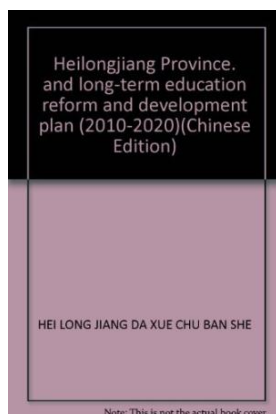 Heilongjiang Province.
and long-term education
reform and development
plan (2010-2020)(Chinese
Edition)
HEI LONG JIANG DA XUE CHU BAN SHE
Note: This is not the actual book cover